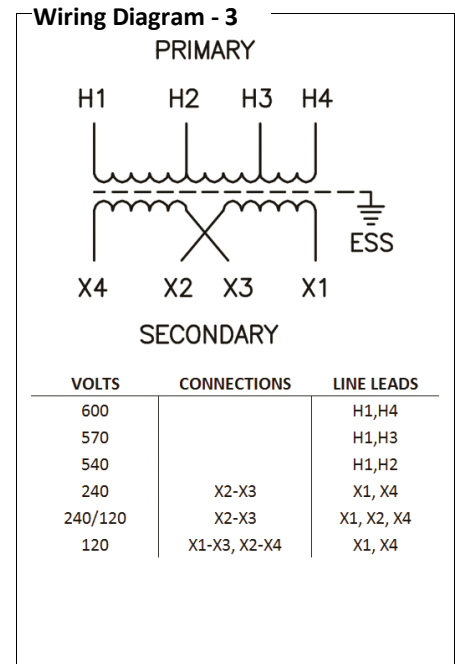 Wiring Diagram - 3
PRIMARY
H1 H2 H3 H4
ESS
X4 X2 X3 X1
SECONDARY
VOLTS CONNECTIONS LINE LEADS
600 H1,H4
570 H1,H3
540 H1,H2
240 X2-X3 X1, X4
240/120 X2-X3 X1, X2, X4
120 X1-X3, X2-X4 X1, X4